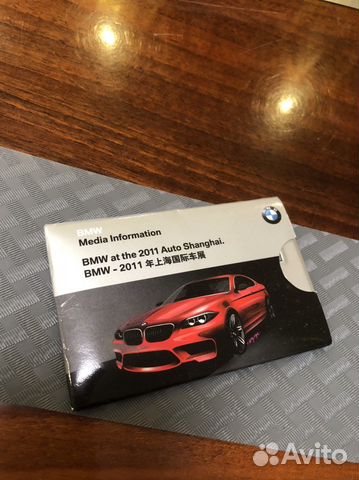 BMW
Media Information
BMW at the 2011 Auto Shanghai.
BMW - 2011 年上海国际车展
Avito